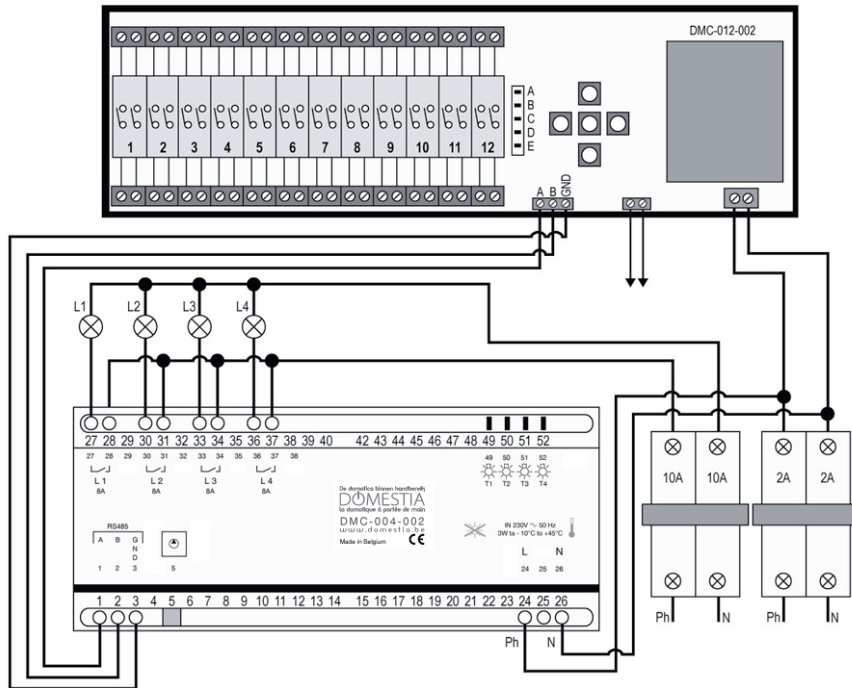 DMC-012-002
1 2 3 4 5 6 7 8 9 10 11 12
A
B
C
D
E
A B GND
L1 L2 L3 L4
27 28 29 30 31 32 33 34 35 36 37 38 39 40 42 43 44 45 46 47 48 49 50 51 52
27 28 29 30 31 32 33 34 35 36 37 38 49 50 51 52
L 1 L 2 L 3 L 4 T1 T2 T3 T4
8A 8A 8A 8A
De domotica binnen handbereik
DOMESTIA
la domotique à portée de main
DMC-004-002
www.domestia.be
Made in Belgium CE
IN 230V ~ 50 Hz
3W ta - 10°C to +45°C
L N
24 25 26
RS485
A B GND
1 2 3 5
1 2 3 4 5 6 7 8 9 10 11 12 13 14 15 16 17 18 19 20 21 22 23 24 25 26
Ph N
10A 10A 2A 2A
Ph N Ph N